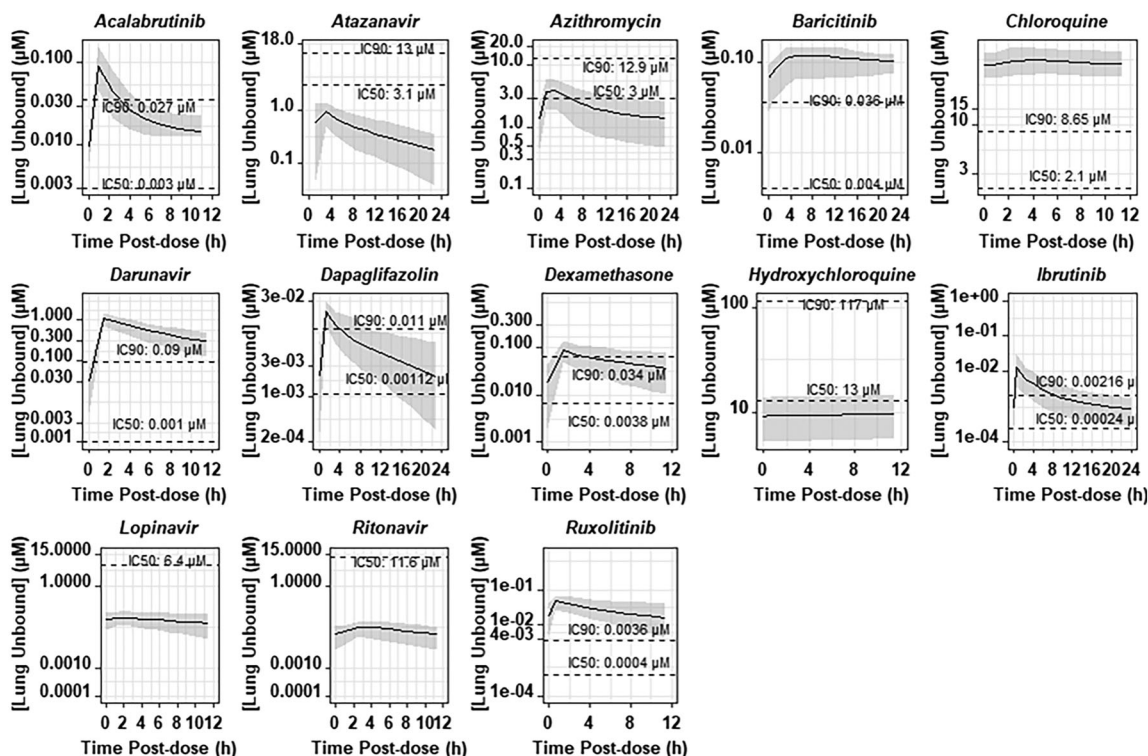 Acalabrutinib
[Lung Unbound] (µM)
0.100
0.030
0.010
0.003
IC90: 0.027 µM
IC50: 0.003 µM
0 2 4 6 8 10 12
Time Post-dose (h)
Atazanavir
[Lung Unbound] (µM)
18.0
1.0
0.1
IC90: 13 µM
IC50: 3.1 µM
0 4 8 12 16 20 24
Time Post-dose (h)
Azithromycin
[Lung Unbound] (µM)
20.0
10.0
3.0
1.0
0.5
0.3
0.1
IC90: 12.9 µM
IC50: 3 µM
0 4 8 12 16 20 24
Time Post-dose (h)
Baricitinib
[Lung Unbound] (µM)
0.10
0.01
IC90: 0.036 µM
IC50: 0.004 µM
0 4 8 12 16 20 24
Time Post-dose (h)
Chloroquine
[Lung Unbound] (µM)
15
10
3
IC90: 8.65 µM
IC50: 2.1 µM
0 2 4 6 8 10 12
Time Post-dose (h)
Darunavir
[Lung Unbound] (µM)
1.000
0.300
0.100
0.030
0.003
0.001
IC90: 0.09 µM
IC50: 0.001 µM
0 2 4 6 8 10 12
Time Post-dose (h)
Dapaglifazolin
[Lung Unbound] (µM)
3e-02
3e-03
1e-03
2e-04
IC90: 0.011 µM
IC50: 0.00112 µ
0 4 8 12 16 20 24
Time Post-dose (h)
Dexamethasone
[Lung Unbound] (µM)
0.300
0.100
0.010
0.001
IC90: 0.034 µM
IC50: 0.0038 µM
0 2 4 6 8 10 12
Time Post-dose (h)
Hydroxychloroquine
[Lung Unbound] (µM)
100
10
IC90: 117 µM
IC50: 13 µM
0 4 8 12
Time Post-dose (h)
Ibrutinib
[Lung Unbound] (µM)
1e+00
1e-01
1e-02
1e-04
IC90: 0.00216 µ
IC50: 0.00024 µ
0 4 8 12 16 20 24
Time Post-dose (h)
Lopinavir
[Lung Unbound] (µM)
15.0000
1.0000
0.0010
0.0001
IC50: 6.4 µM
0 2 4 6 8 10 12
Time Post-dose (h)
Ritonavir
[Lung Unbound] (µM)
15.0000
1.0000
0.0010
0.0001
IC50: 11.6 µM
0 2 4 6 8 10 12
Time Post-dose (h)
Ruxolitinib
[Lung Unbound] (µM)
1e-01
1e-02
4e-03
1e-04
IC90: 0.0036 µM
IC50: 0.0004 µM
0 4 8 12
Time Post-dose (h)